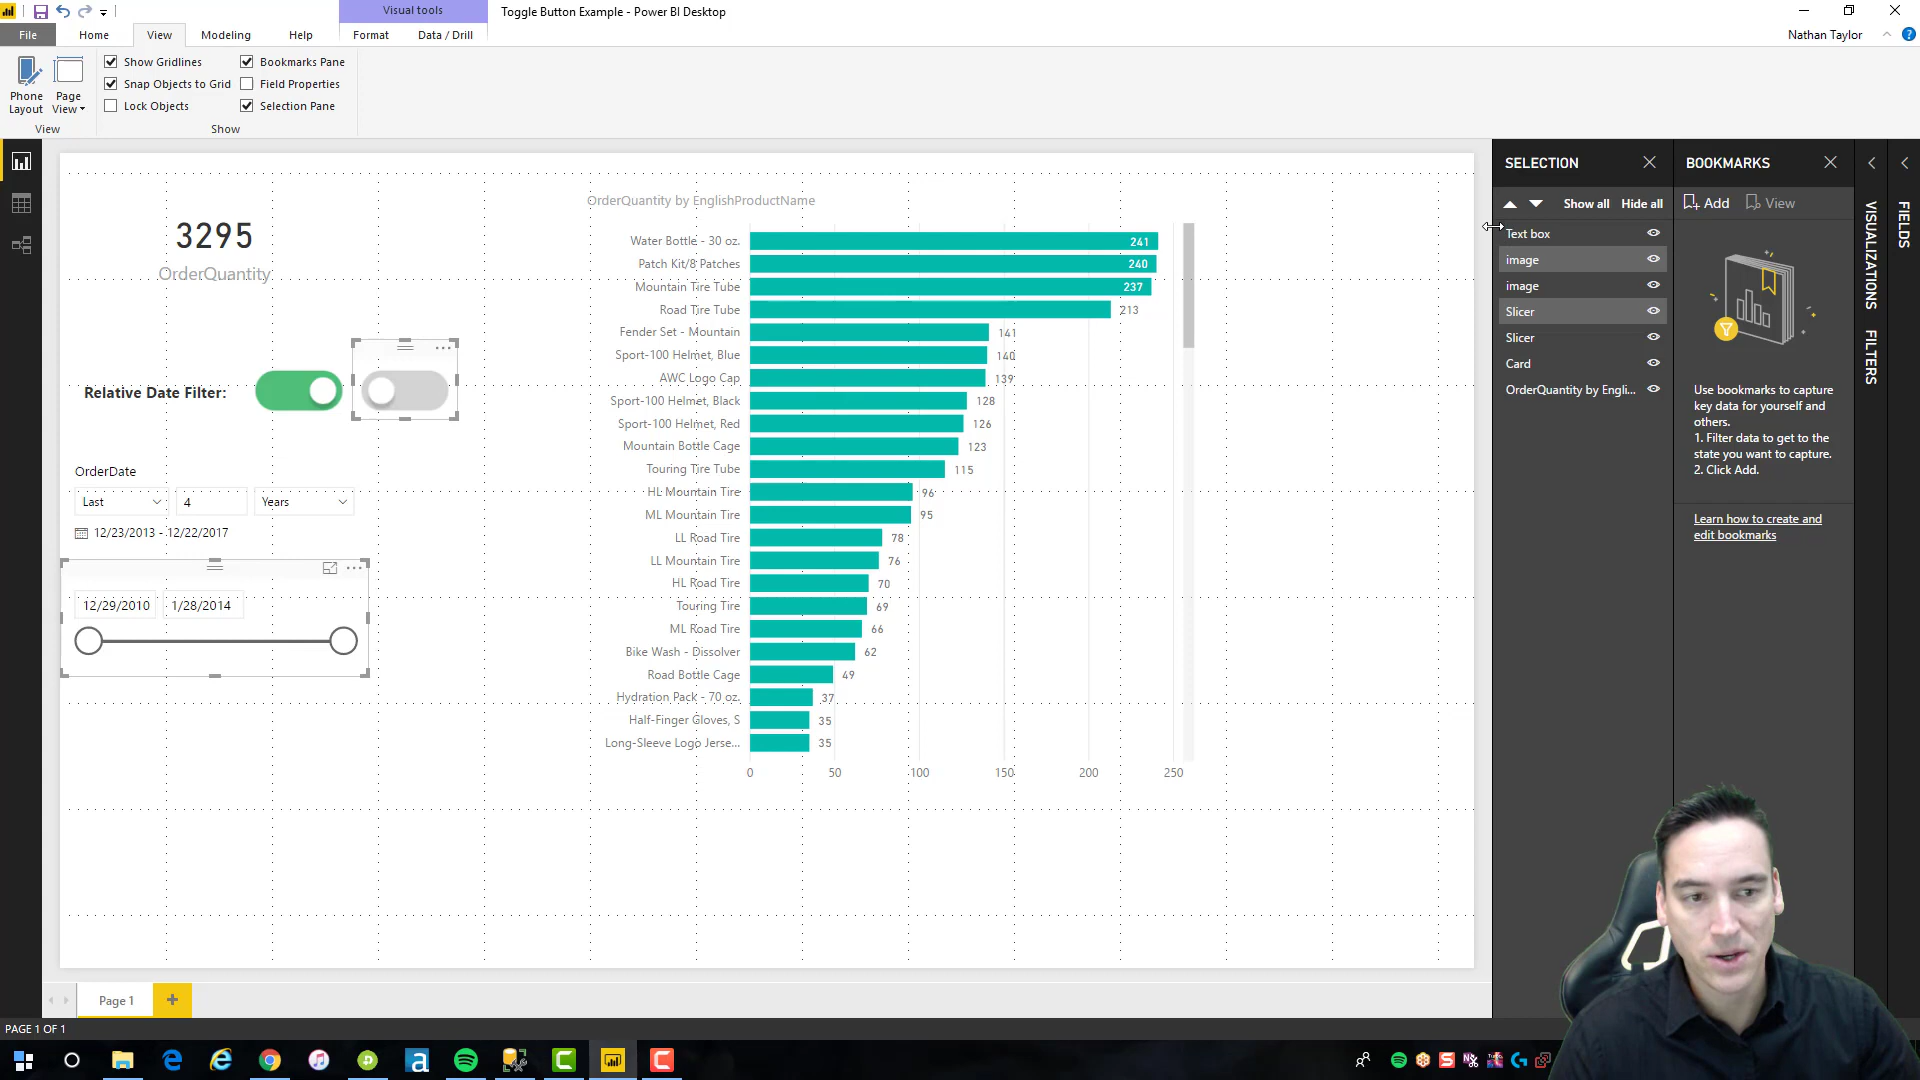 Visual tools
Toggle Button Example - Power BI Desktop
File
Home
View
Modeling
Help
Format
Data / Drill
Nathan Taylor
Phone
Layout
Page
View
View
Show Gridlines
Snap Objects to Grid
Lock Objects
Bookmarks Pane
Field Properties
Selection Pane
Show
3295
OrderQuantity
Relative Date Filter:
OrderDate
Last
4
Years
12/23/2013 - 12/22/2017
12/29/2010
1/28/2014
OrderQuantity by EnglishProductName
Water Bottle - 30 oz. 241
Patch Kit/8 Patches 240
Mountain Tire Tube 237
Road Tire Tube 213
Fender Set - Mountain 141
Sport-100 Helmet, Blue 140
AWC Logo Cap 139
Sport-100 Helmet, Black 128
Sport-100 Helmet, Red 126
Mountain Bottle Cage 123
Touring Tire Tube 115
HL Mountain Tire 96
ML Mountain Tire 95
LL Road Tire 78
LL Mountain Tire 76
HL Road Tire 70
Touring Tire 69
ML Road Tire 66
Bike Wash - Dissolver 62
Road Bottle Cage 49
Hydration Pack - 70 oz. 37
Half-Finger Gloves, S 35
Long-Sleeve Logo Jerse... 35
0 50 100 150 200 250
SELECTION
Show all
Hide all
Text box
image
image
Slicer
Slicer
Card
OrderQuantity by Engli...
BOOKMARKS
Add
View
Use bookmarks to capture
key data for yourself and
others.
1. Filter data to get to the
state you want to capture.
2. Click Add.
Learn how to create and
edit bookmarks
VISUALIZATIONS
FILTERS
FIELDS
Page 1
PAGE 1 OF 1